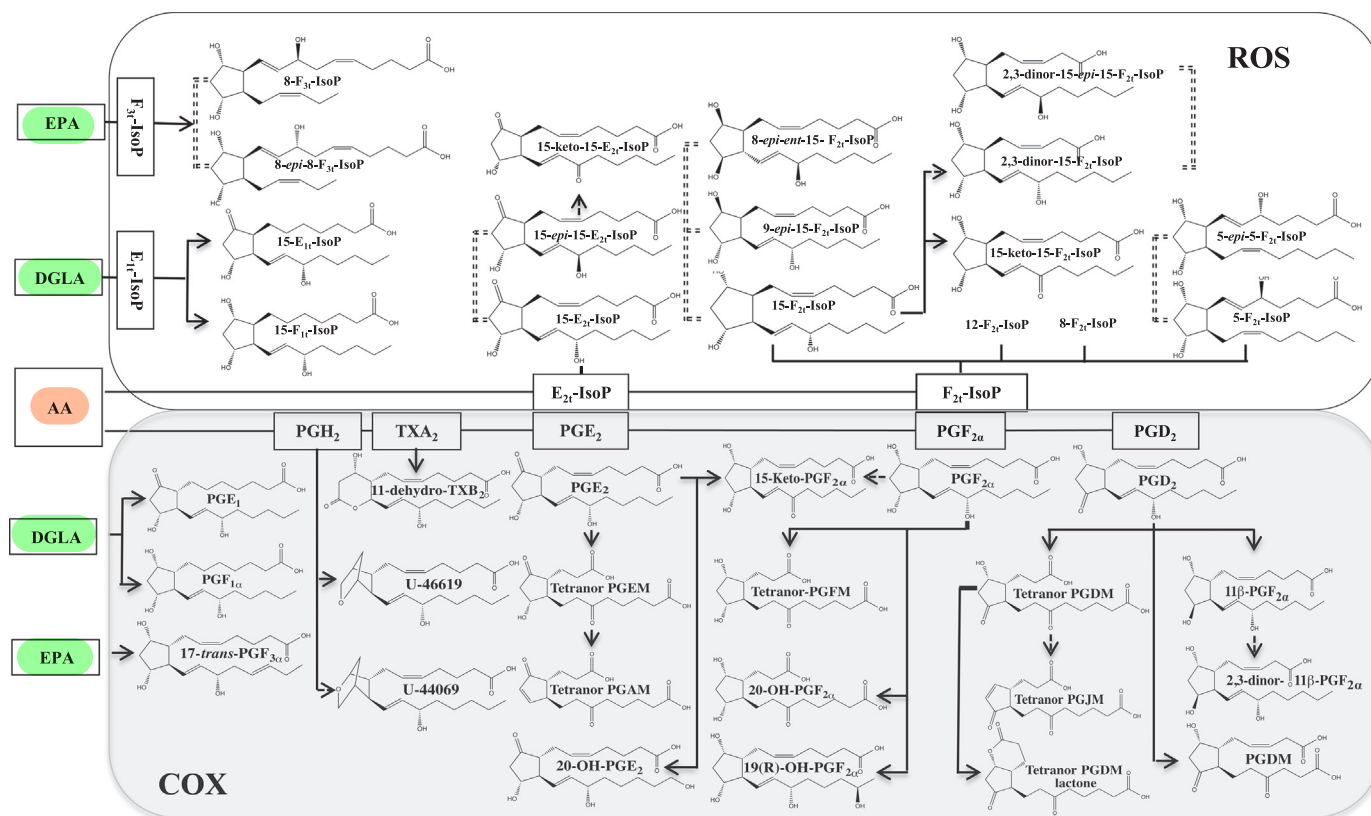 ROS
EPA
F3t-IsoP
8-F3t-IsoP
8-epi-8-F3t-IsoP
DGLA
E1t-IsoP
15-E1t-IsoP
15-F1t-IsoP
15-keto-15-E2t-IsoP
15-epi-15-E2t-IsoP
15-E2t-IsoP
8-epi-ent-15- F2t-IsoP
9-epi-15-F2t-IsoP
15-F2t-IsoP
2,3-dinor-15-epi-15-F2t-IsoP
2,3-dinor-15-F2t-IsoP
15-keto-15-F2t-IsoP
12-F2t-IsoP
8-F2t-IsoP
5-epi-5-F2t-IsoP
5-F2t-IsoP
AA
E2t-IsoP
F2t-IsoP
PGH2
TXA2
PGE2
PGF2α
PGD2
DGLA
PGE1
PGF1α
EPA
17-trans-PGF3α
11-dehydro-TXB2
U-46619
U-44069
PGE2
Tetranor PGEM
Tetranor PGAM
20-OH-PGE2
15-Keto-PGF2α
PGF2α
Tetranor-PGFM
20-OH-PGF2α
19(R)-OH-PGF2α
PGD2
Tetranor PGDM
Tetranor PGJM
Tetranor PGDM
lactone
11β-PGF2α
2,3-dinor- 11β-PGF2α
PGDM
COX